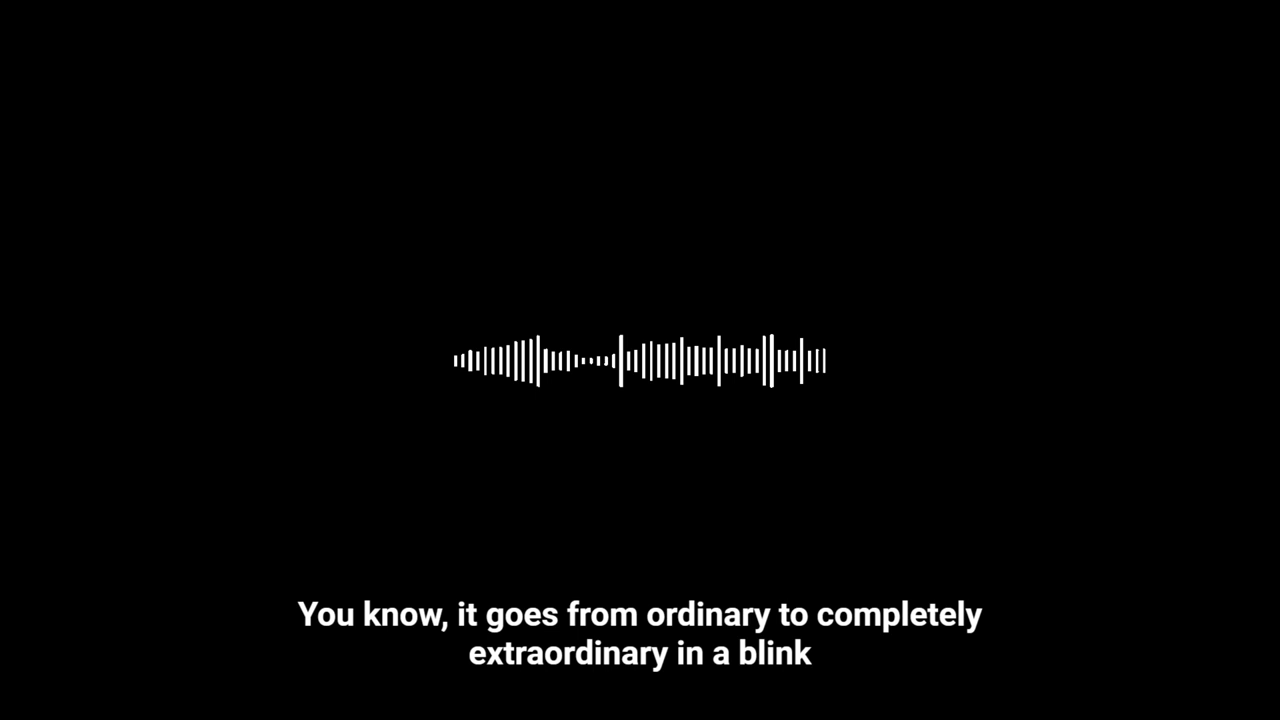 You know, it goes from ordinary to completely
extraordinary in a blink